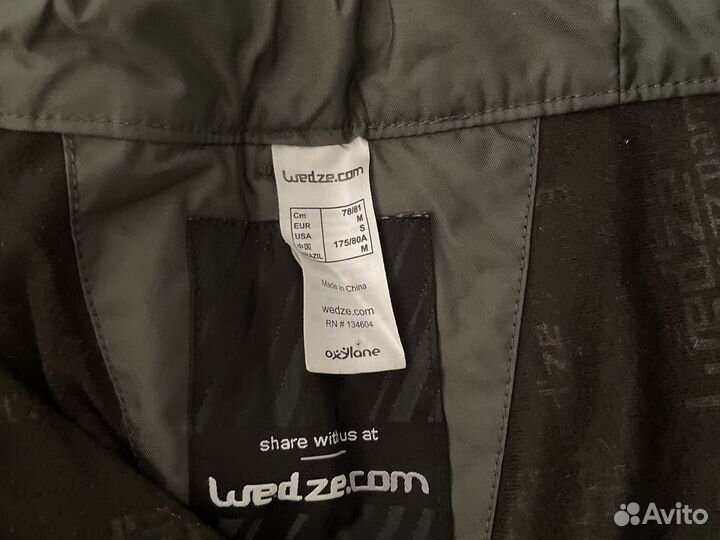 wedze.com
Cm 78/81
EUR M
USA S
中国 175/80A
BRAZIL M
Made in China
wedze.com
RN # 134604
oxylane
share with us at
wedze.com
Avito